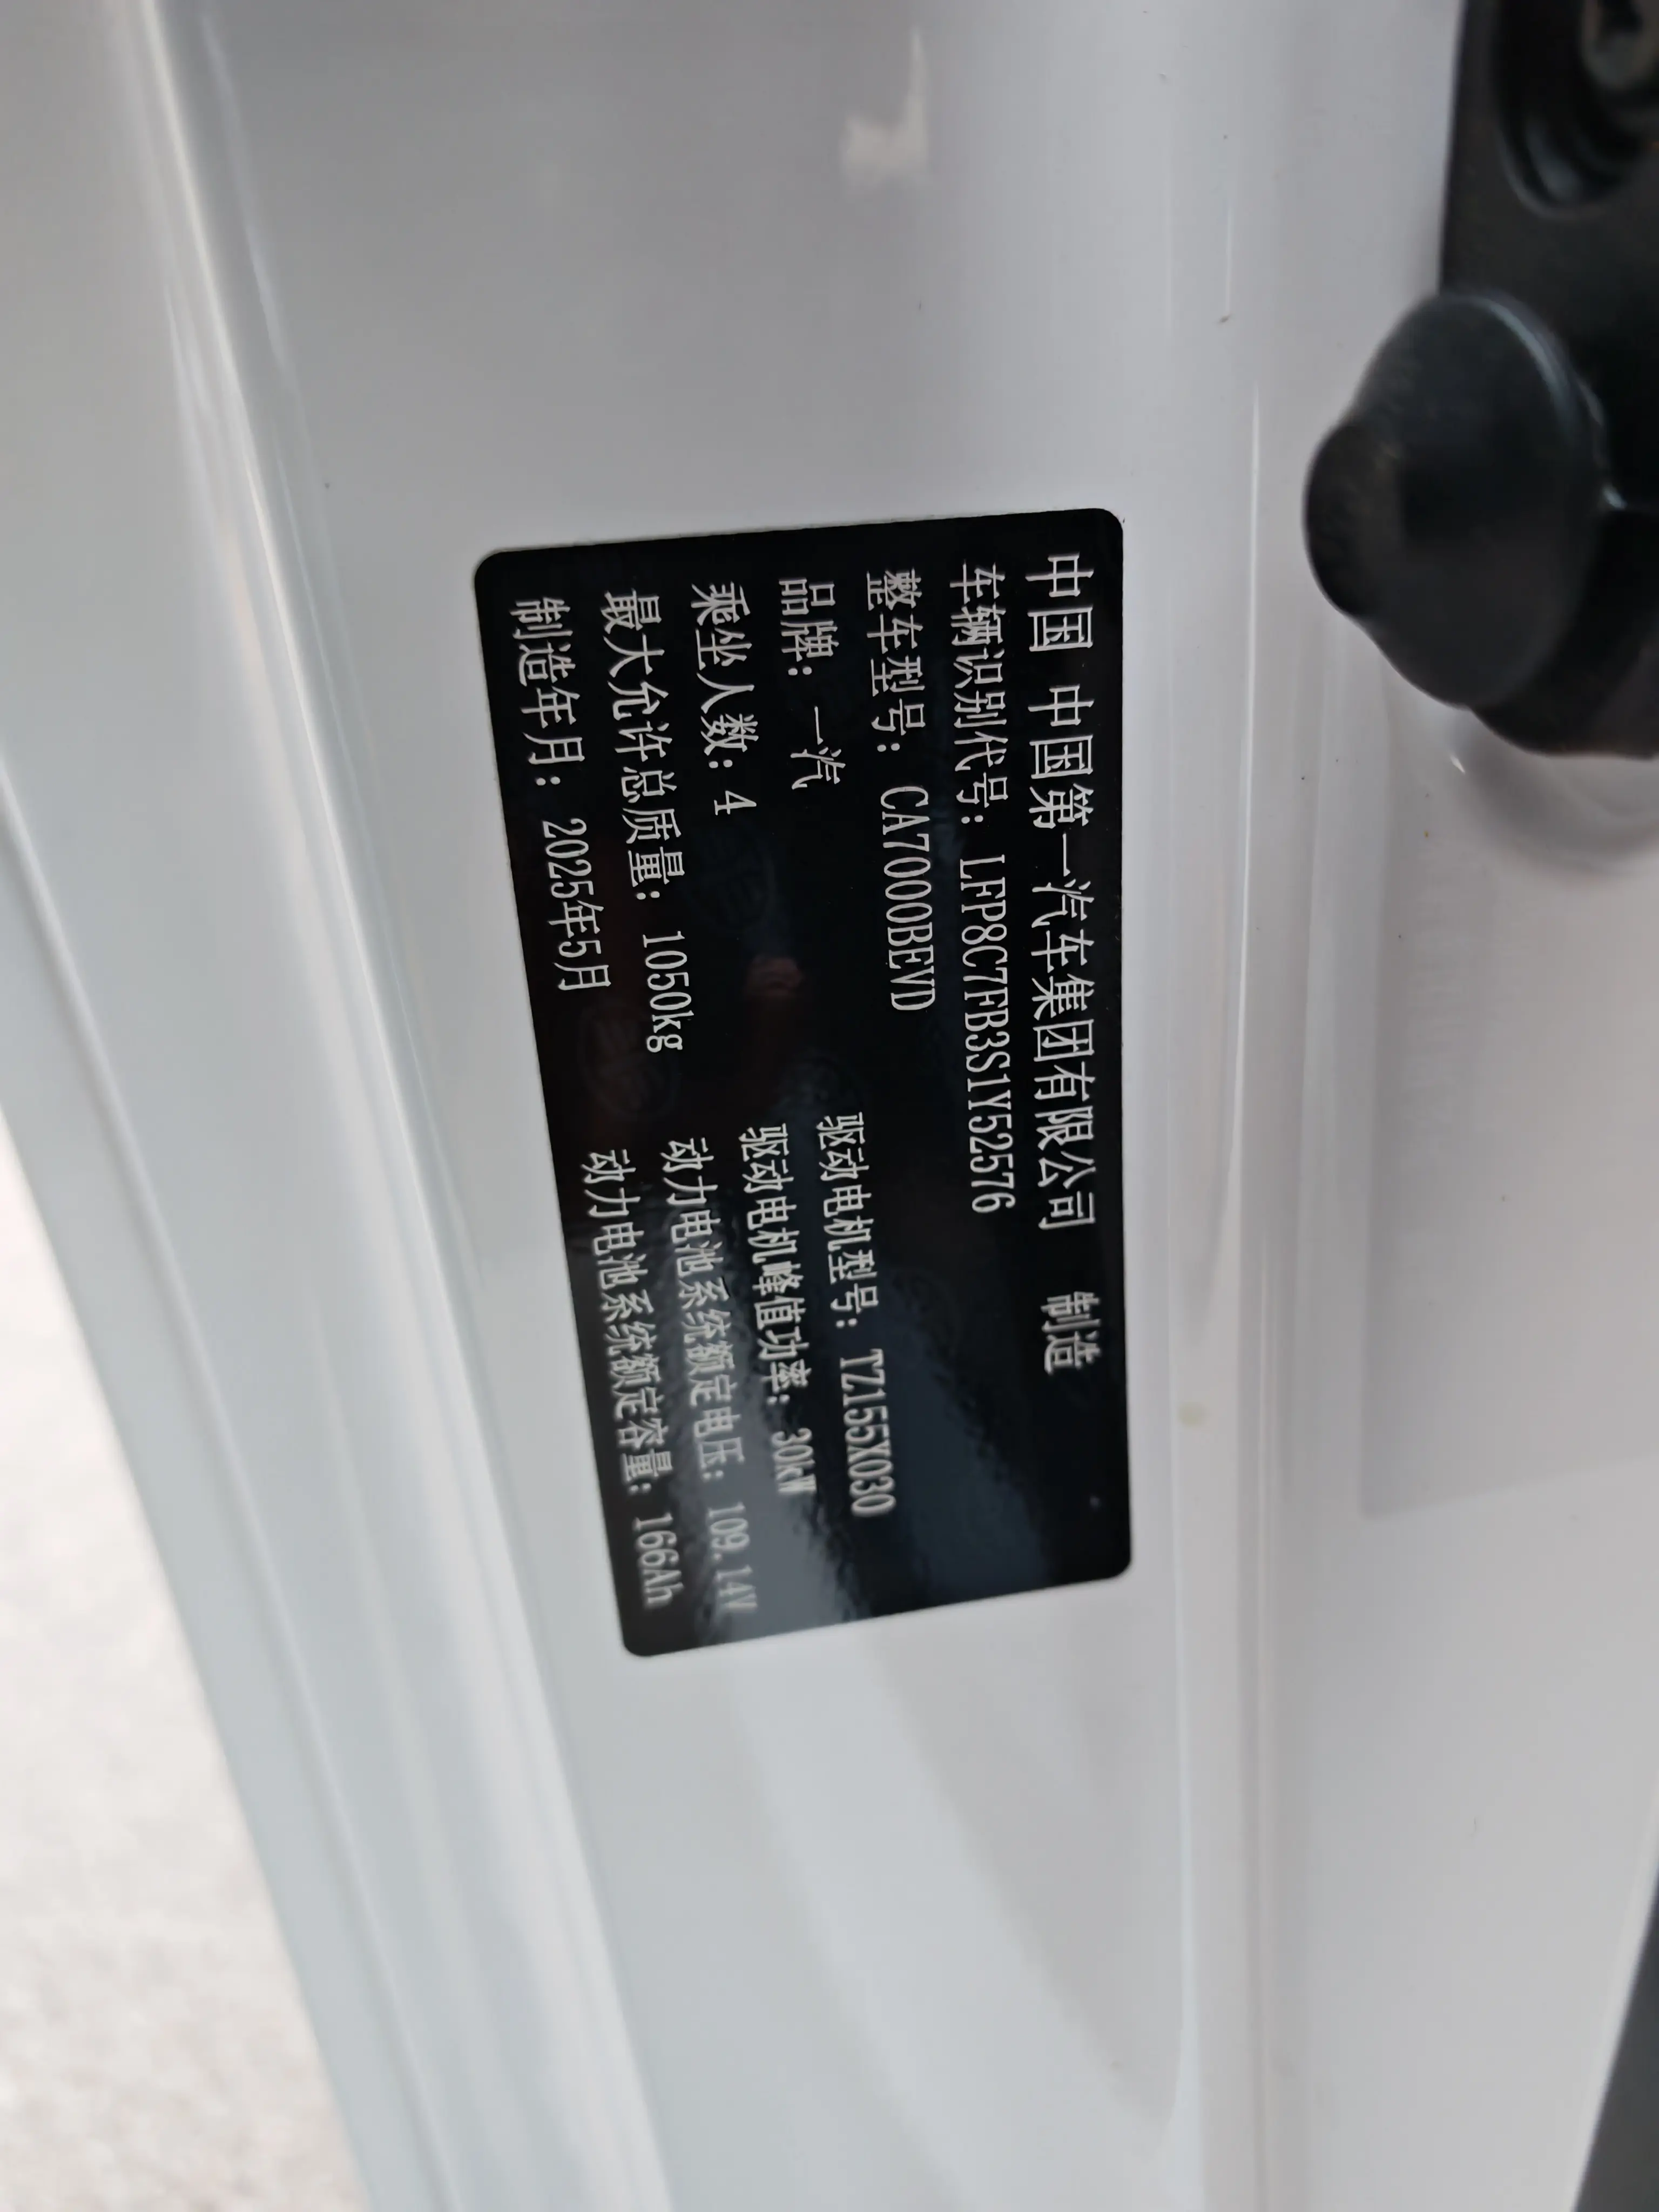 中国 中国第一汽车集团有限公司 制造
车辆识别代号: LFP8C7FB3S1Y52576
整车型号: CA7000BEVD
品牌: 一汽
乘坐人数: 4
最大允许总质量: 1050kg
制造年月: 2025年5月
驱动电机型号: TZ155X030
驱动电机峰值功率: 30kW
动力电池系统额定电压: 109.14V
动力电池系统额定容量: 166Ah